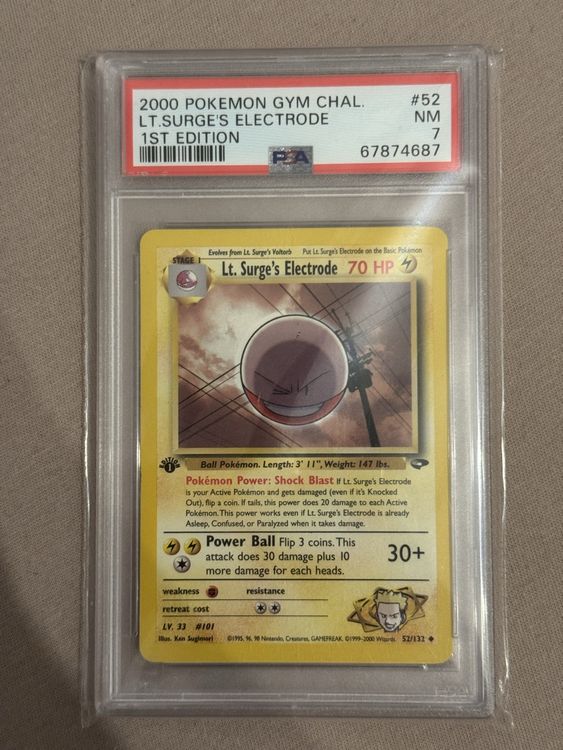 2000 POKEMON GYM CHAL. #52
LT.SURGE'S ELECTRODE NM
1ST EDITION 7
PSA 67874687
Evolves from Lt. Surge's Voltorb Put Lt. Surge's Electrode on the Basic Pokémon
STAGE 1
Lt. Surge's Electrode 70 HP
EDITION 1
Ball Pokémon. Length: 3' 11", Weight: 147 lbs.
Pokémon Power: Shock Blast If Lt. Surge's Electrode
is your Active Pokémon and gets damaged (even if it's Knocked
Out), flip a coin. If tails, this power does 20 damage to each Active
Pokémon. This power works even if Lt. Surge's Electrode is already
Asleep, Confused, or Paralyzed when it takes damage.
Power Ball Flip 3 coins. This
attack does 30 damage plus 10 30+
more damage for each heads.
weakness resistance
retreat cost
LV. 33 #101
Illus. Ken Sugimori ©1995, 96, 98 Nintendo, Creatures, GAMEFREAK. ©1999-2000 Wizards. 52/132